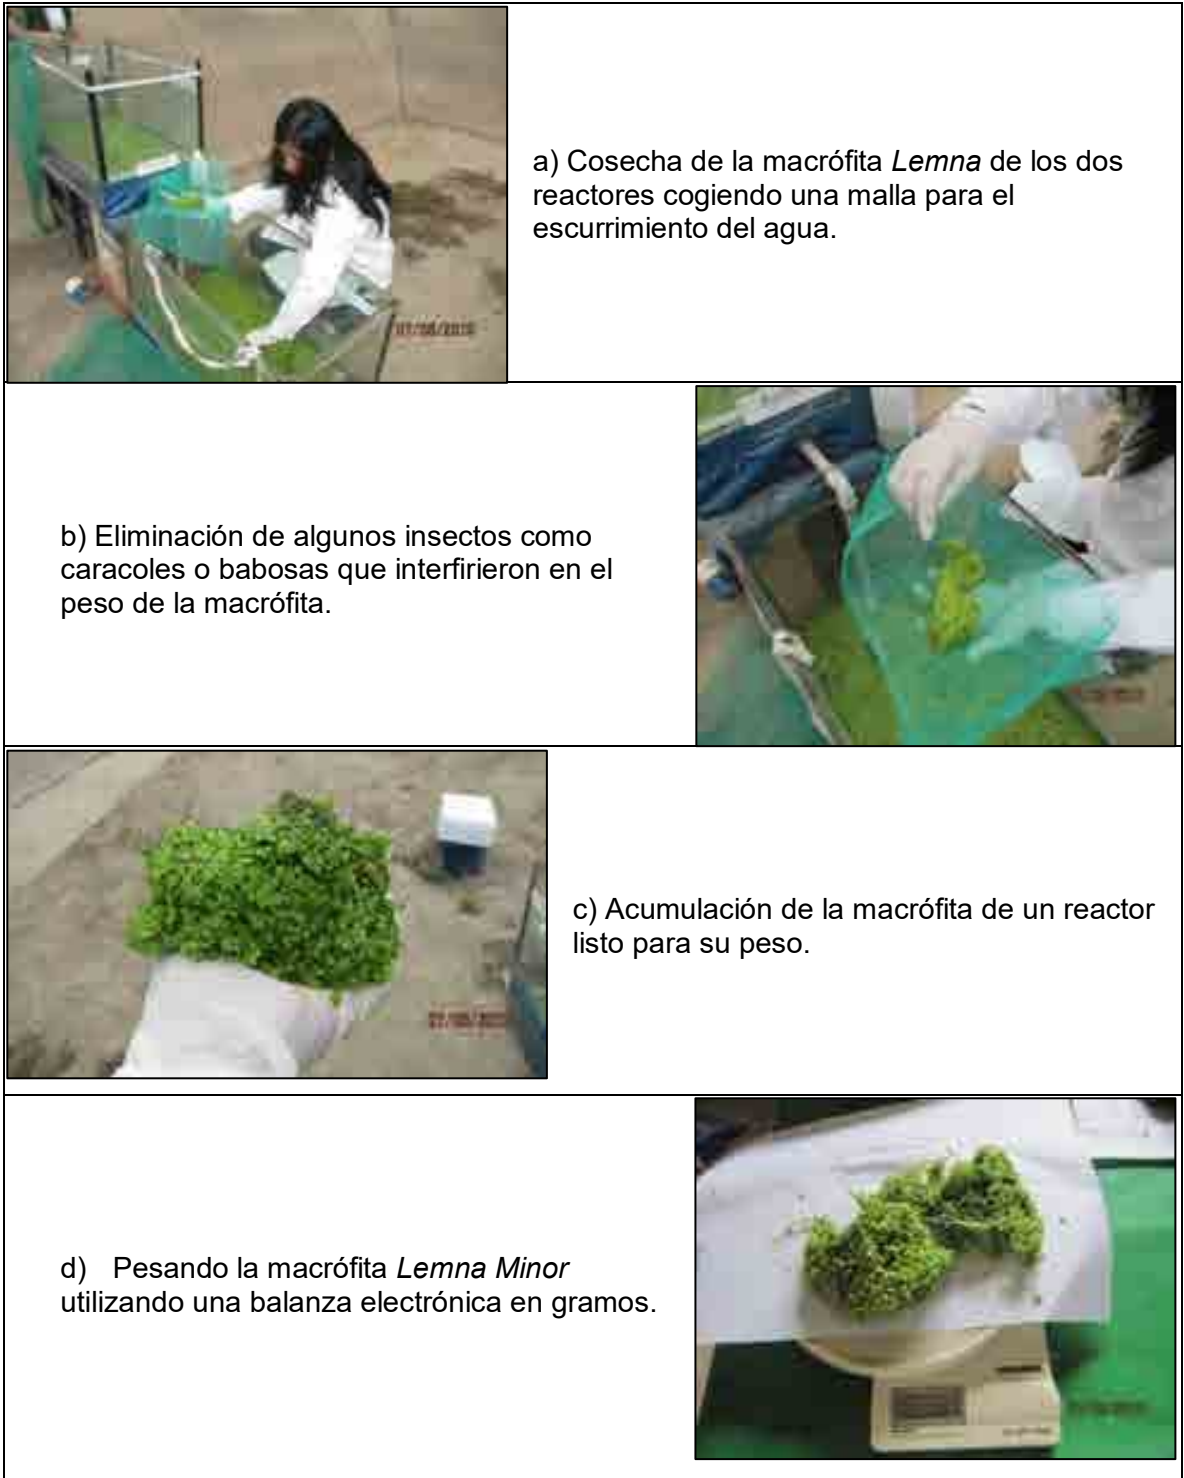 a) Cosecha de la macrófita Lemna de los dos
reactores cogiendo una malla para el
escurrimiento del agua.
b) Eliminación de algunos insectos como
caracoles o babosas que interfirieron en el
peso de la macrófita.
c) Acumulación de la macrófita de un reactor
listo para su peso.
d) Pesando la macrófita Lemna Minor
utilizando una balanza electrónica en gramos.